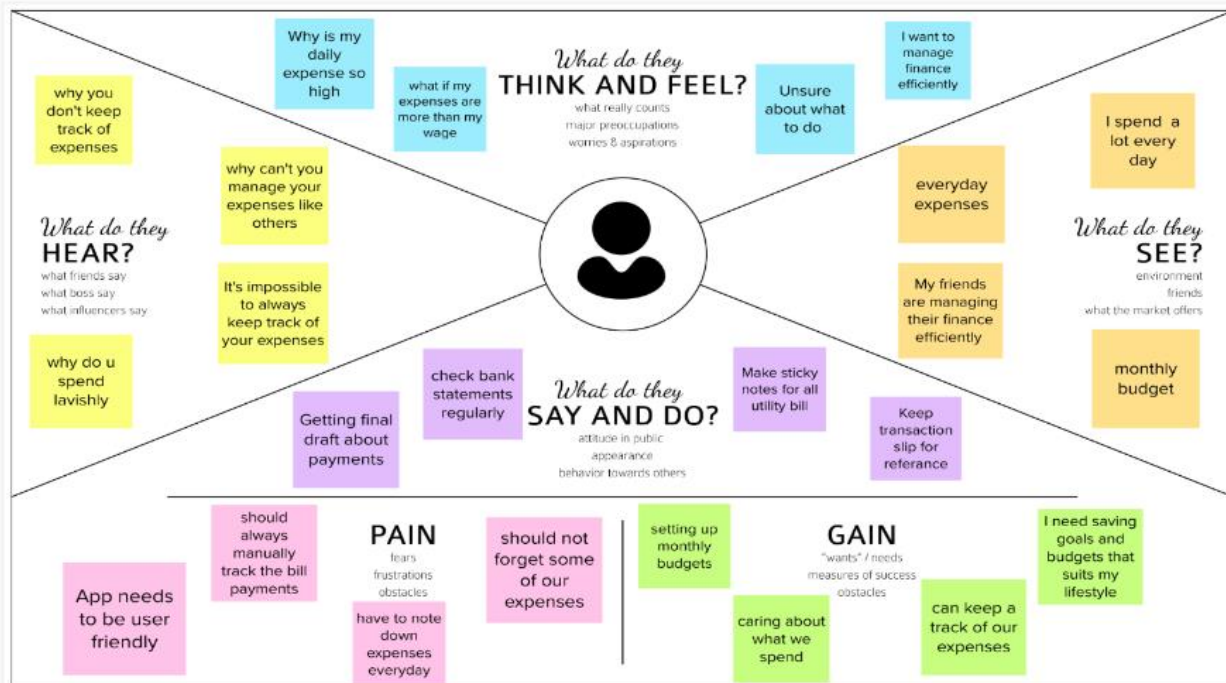 Why is my
daily
expense so
high
what if my
expenses are
more than my
wage
What do they
THINK AND FEEL?
what really counts
major preoccupations
worries & aspirations
Unsure
about what
to do
I want to
manage
finance
efficiently
why you
don't keep
track of
expenses
why can't you
manage your
expenses like
others
What do they
HEAR?
what friends say
what boss say
what influencers say
It's impossible
to always
keep track of
your expenses
why do u
spend
lavishly
I spend a
lot every
day
everyday
expenses
What do they
SEE?
environment
friends
what the market offers
My friends
are managing
their finance
efficiently
monthly
budget
Getting final
draft about
payments
check bank
statements
regularly
What do they
SAY AND DO?
attitude in public
appearance
behavior towards others
Make sticky
notes for all
utility bill
Keep
transaction
slip for
referance
App needs
to be user
friendly
should
always
manually
track the bill
payments
PAIN
fears
frustrations
obstacles
have to note
down
expenses
everyday
should not
forget some
of our
expenses
setting up
monthly
budgets
caring about
what we
spend
GAIN
"wants" / needs
measures of success
obstacles
can keep a
track of our
expenses
I need saving
goals and
budgets that
suits my
lifestyle